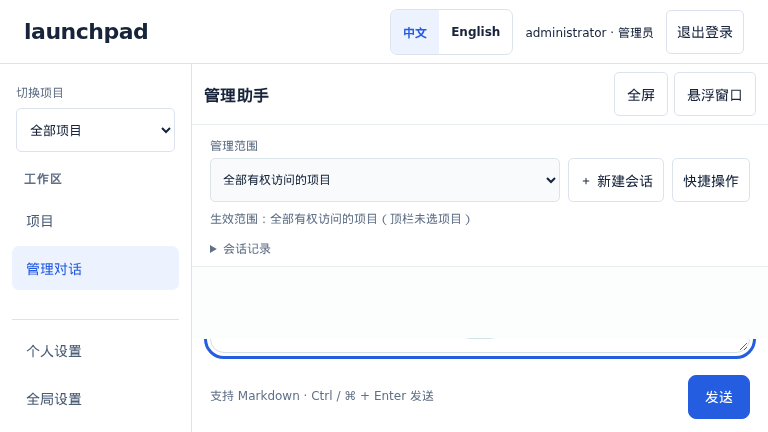 launchpad
中文
English
administrator · 管理员
退出登录
切换项目
全部项目
工作区
项目
管理对话
个人设置
全局设置
管理助手
全屏
悬浮窗口
管理范围
全部有权访问的项目
+ 新建会话
快捷操作
生效范围：全部有权访问的项目（顶栏未选项目）
▶ 会话记录
支持 Markdown · Ctrl / ⌘ + Enter 发送
发送